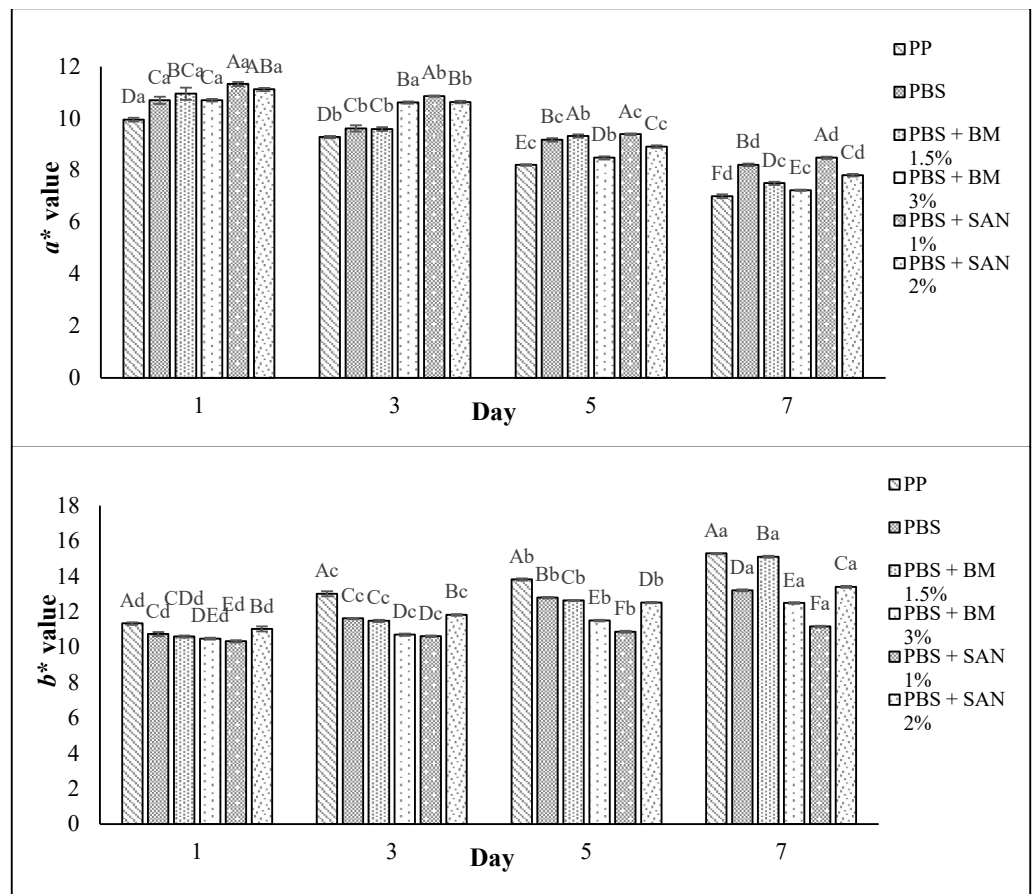 12
10
8
6
4
2
0
a* value
Da Ca BCa Ca Aa ABa
Db Cb Cb Ba Ab Bb
Ec Bc Ab Db Ac Cc
Fd Bd Dc Ec Ad Cd
1 3 5 7
Day
PP
PBS
PBS + BM
1.5%
PBS + BM
3%
PBS + SAN
1%
PBS + SAN
2%
18
16
14
12
10
8
6
4
2
0
b* value
Ad Cd CDd DEd Ed Bd
Ac Cc Cc Dc Dc Bc
Ab Bb Cb Eb Fb Db
Aa Da Ba Ea Fa Ca
1 3 5 7
Day
PP
PBS
PBS + BM
1.5%
PBS + BM
3%
PBS + SAN
1%
PBS + SAN
2%